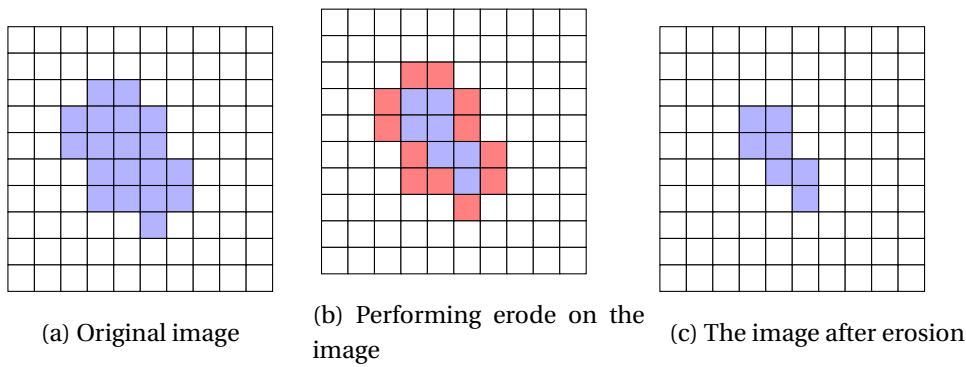 (a) Original image
(b) Performing erode on the
image
(c) The image after erosion